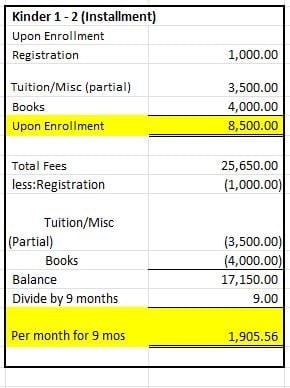 Kinder 1 - 2 (Installment)
Upon Enrollment
Registration 1,000.00
Tuition/Misc (partial) 3,500.00
Books 4,000.00
Upon Enrollment 8,500.00
Total Fees 25,650.00
less:Registration (1,000.00)
Tuition/Misc
(Partial) (3,500.00)
Books (4,000.00)
Balance 17,150.00
Divide by 9 months 9.00
Per month for 9 mos 1,905.56